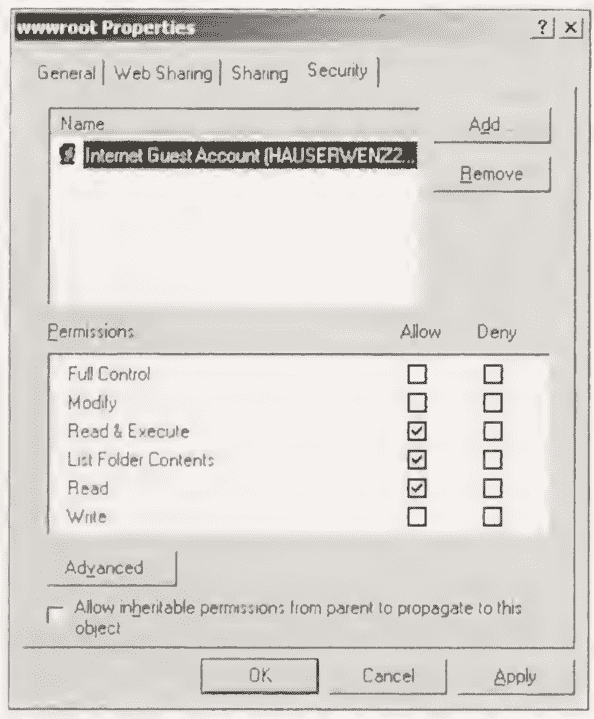 wwwroot Properties
General Web Sharing Sharing Security
Name
Add...
Internet Guest Account (HAUSERWENZ2...
Remove
Permissions Allow Deny
Full Control
Modify
Read & Execute
List Folder Contents
Read
Write
Advanced
Allow inheritable permissions from parent to propagate to this
object
OK Cancel Apply